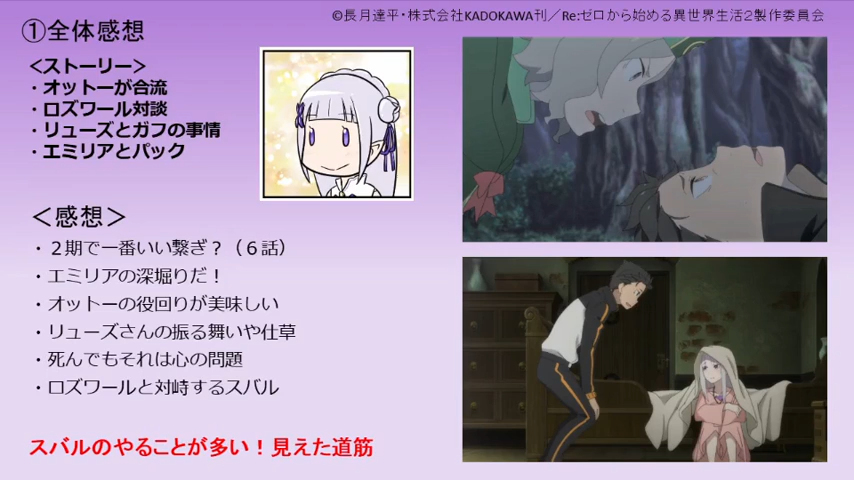 ©長月達平・株式会社KADOKAWA刊／Re:ゼロから始める異世界生活2製作委員会
①全体感想
＜ストーリー＞
・オットーが合流
・ロズワール対談
・リューズとガフの事情
・エミリアとパック
＜感想＞
・２期で一番いい繋ぎ？（６話）
・エミリアの深堀りだ！
・オットーの役回りが美味しい
・リューズさんの振る舞いや仕草
・死んでもそれは心の問題
・ロズワールと対峙するスバル
スバルのやることが多い！見えた道筋